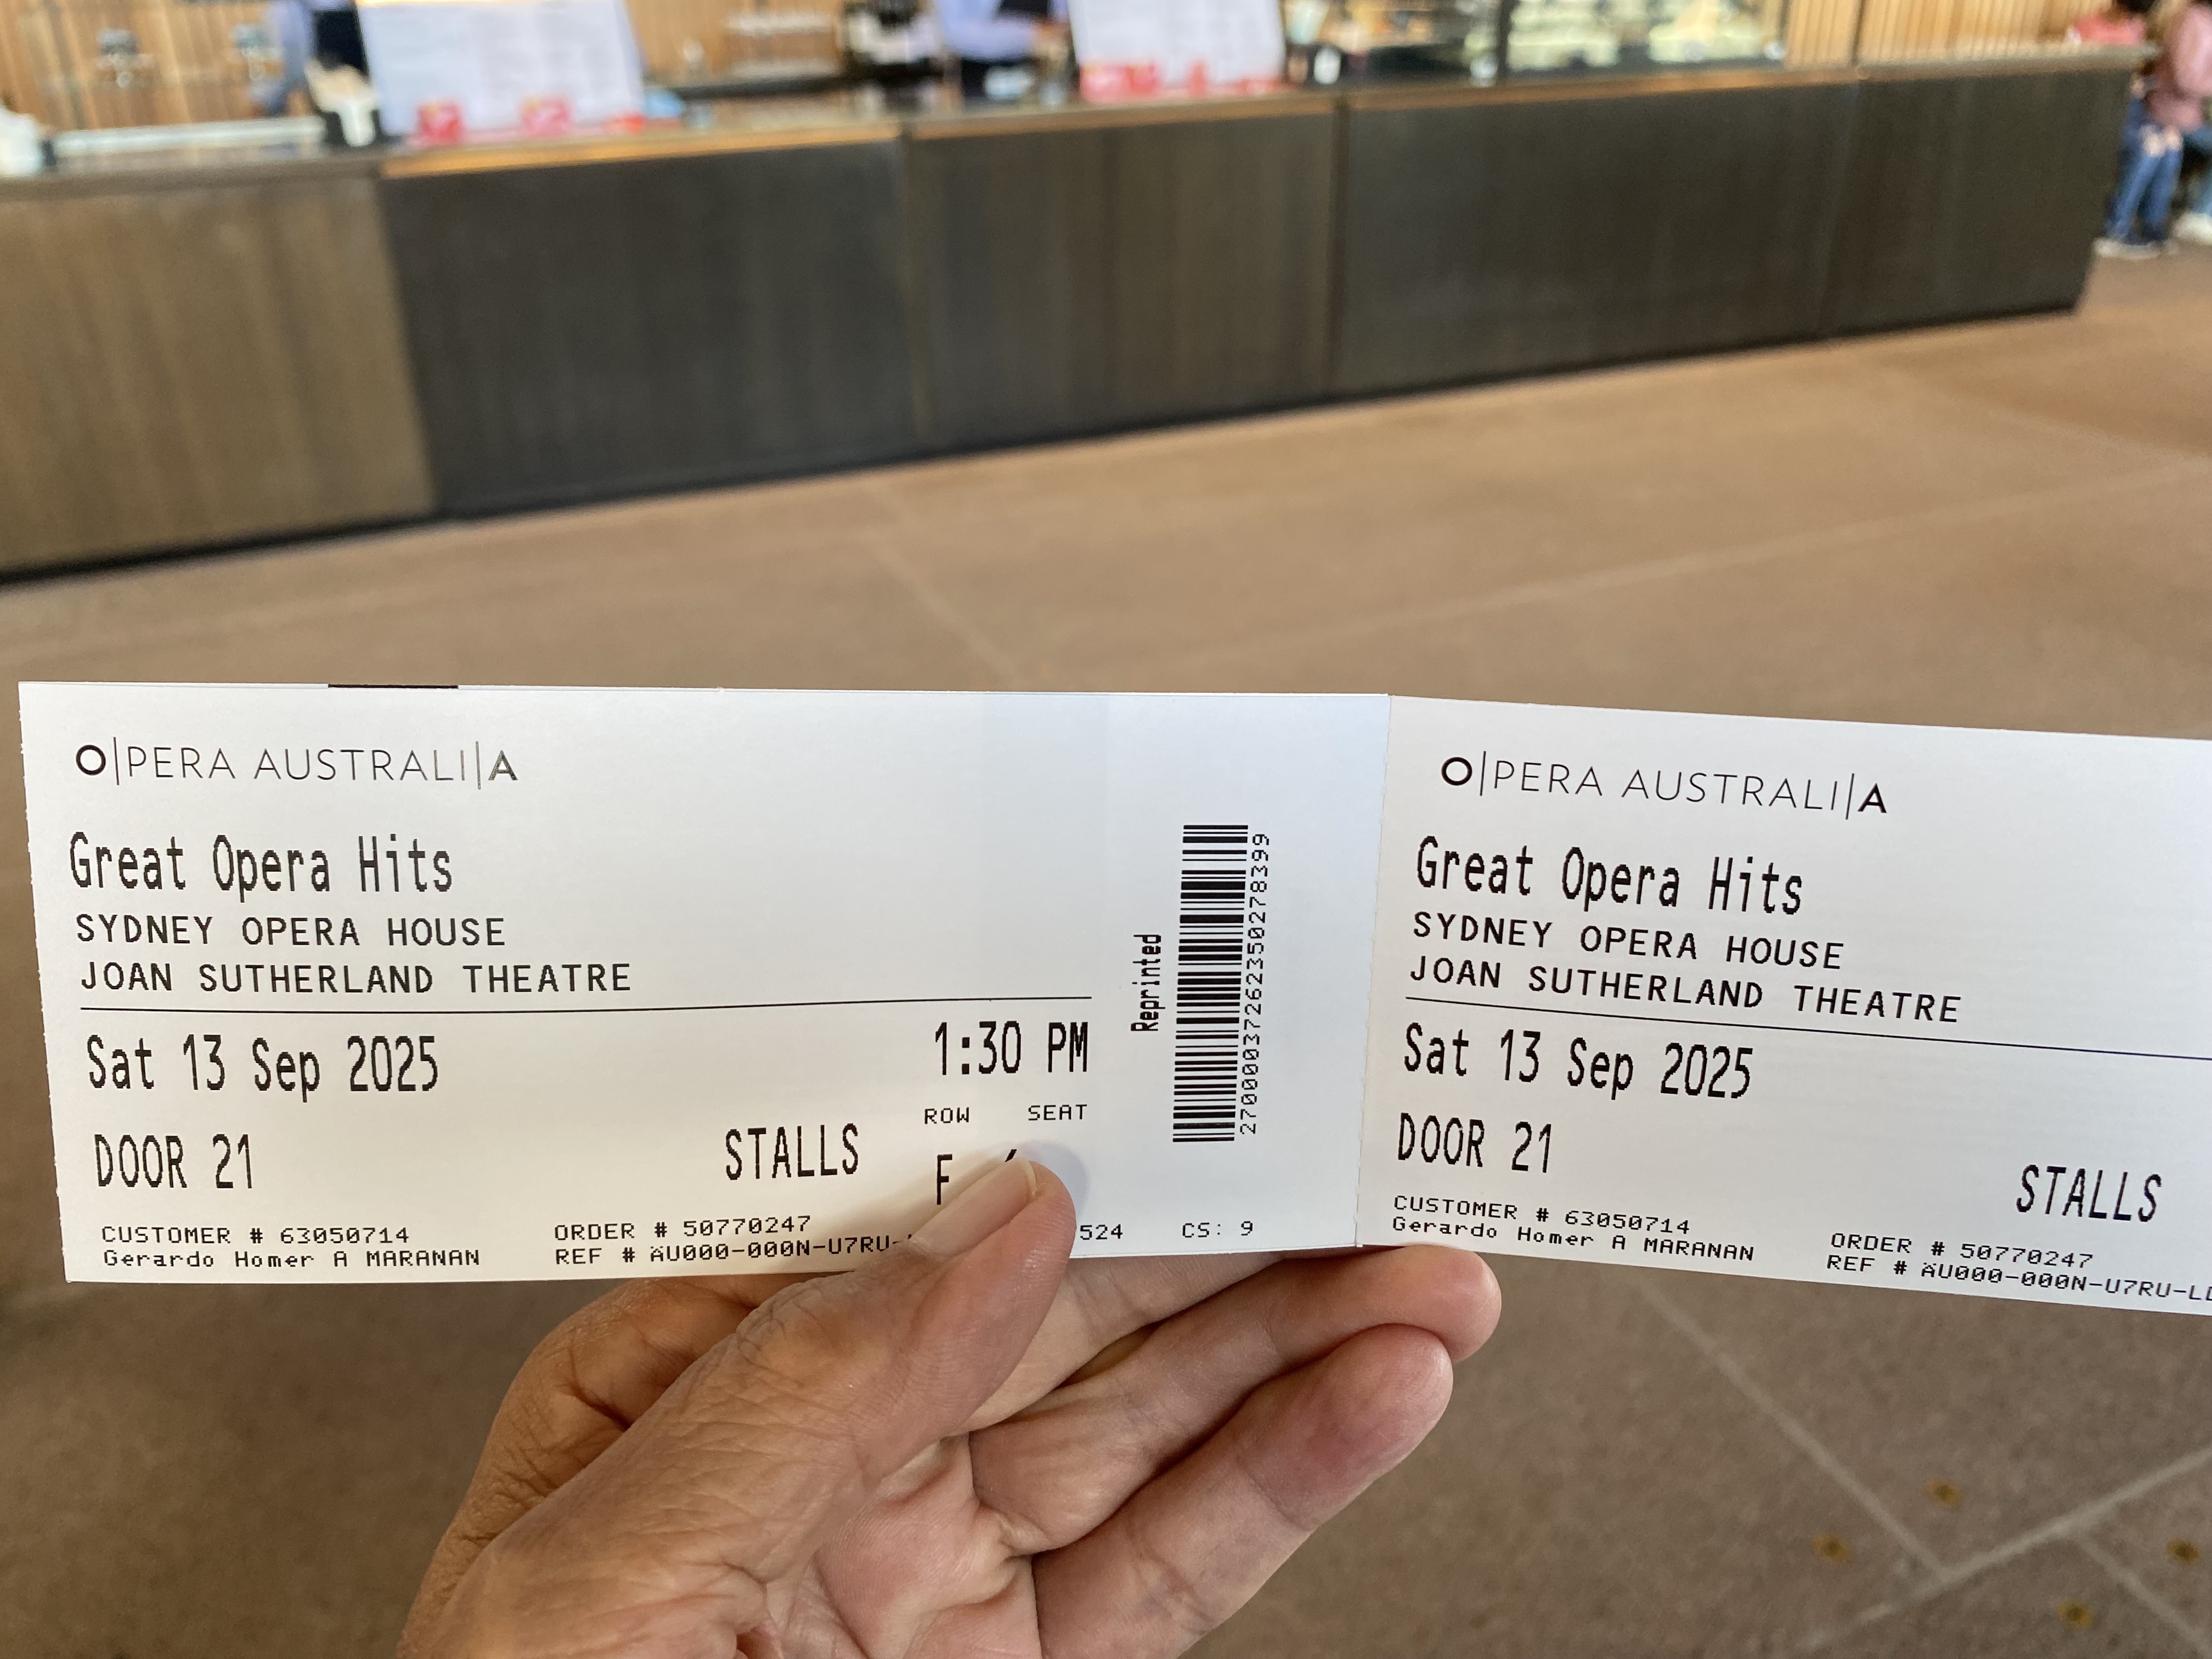 O|PERA AUSTRALI|A
Great Opera Hits
SYDNEY OPERA HOUSE
JOAN SUTHERLAND THEATRE
Sat 13 Sep 2025
1:30 PM
ROW SEAT
DOOR 21
STALLS
F
CUSTOMER # 63050714
Gerardo Homer A MARANAN
ORDER # 50770247
REF # AU000-000N-U7RU-
524
CS: 9
Reprinted
2700003726235027 8399
O|PERA AUSTRALI|A
Great Opera Hits
SYDNEY OPERA HOUSE
JOAN SUTHERLAND THEATRE
Sat 13 Sep 2025
DOOR 21
STALLS
CUSTOMER # 63050714
Gerardo Homer A MARANAN
ORDER # 50770247
REF # AU000-000N-U7RU-